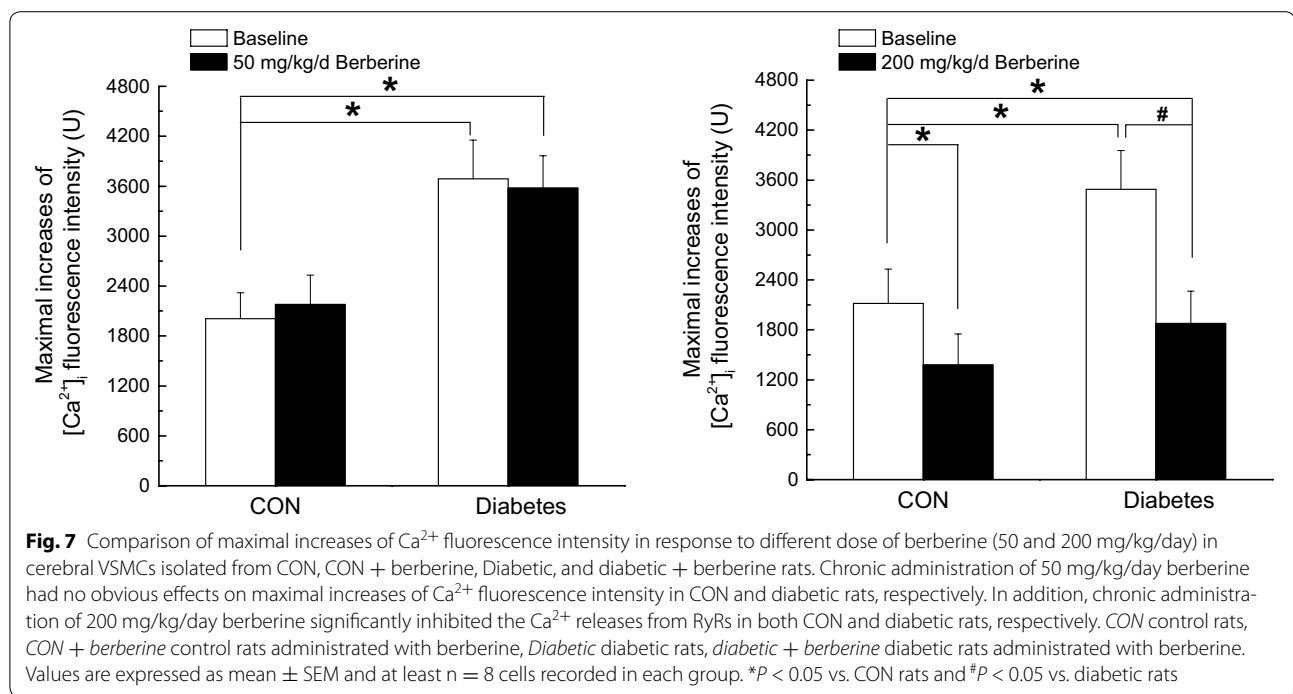 Baseline
50 mg/kg/d Berberine
Maximal increases of
[Ca²⁺]ᵢ fluorescence intensity (U)
4800
4200
3600
3000
2400
1800
1200
600
0
*
*
CON
Diabetes
Baseline
200 mg/kg/d Berberine
Maximal increases of
[Ca²⁺]ᵢ fluorescence intensity (U)
4800
4200
3600
3000
2400
1800
1200
600
0
*
*
#
*
CON
Diabetes
Fig. 7 Comparison of maximal increases of Ca²⁺ fluorescence intensity in response to different dose of berberine (50 and 200 mg/kg/day) in
cerebral VSMCs isolated from CON, CON + berberine, Diabetic, and diabetic + berberine rats. Chronic administration of 50 mg/kg/day berberine
had no obvious effects on maximal increases of Ca²⁺ fluorescence intensity in CON and diabetic rats, respectively. In addition, chronic administra-
tion of 200 mg/kg/day berberine significantly inhibited the Ca²⁺ releases from RyRs in both CON and diabetic rats, respectively. CON control rats,
CON + berberine control rats administrated with berberine, Diabetic diabetic rats, diabetic + berberine diabetic rats administrated with berberine.
Values are expressed as mean ± SEM and at least n = 8 cells recorded in each group. *P < 0.05 vs. CON rats and #P < 0.05 vs. diabetic rats